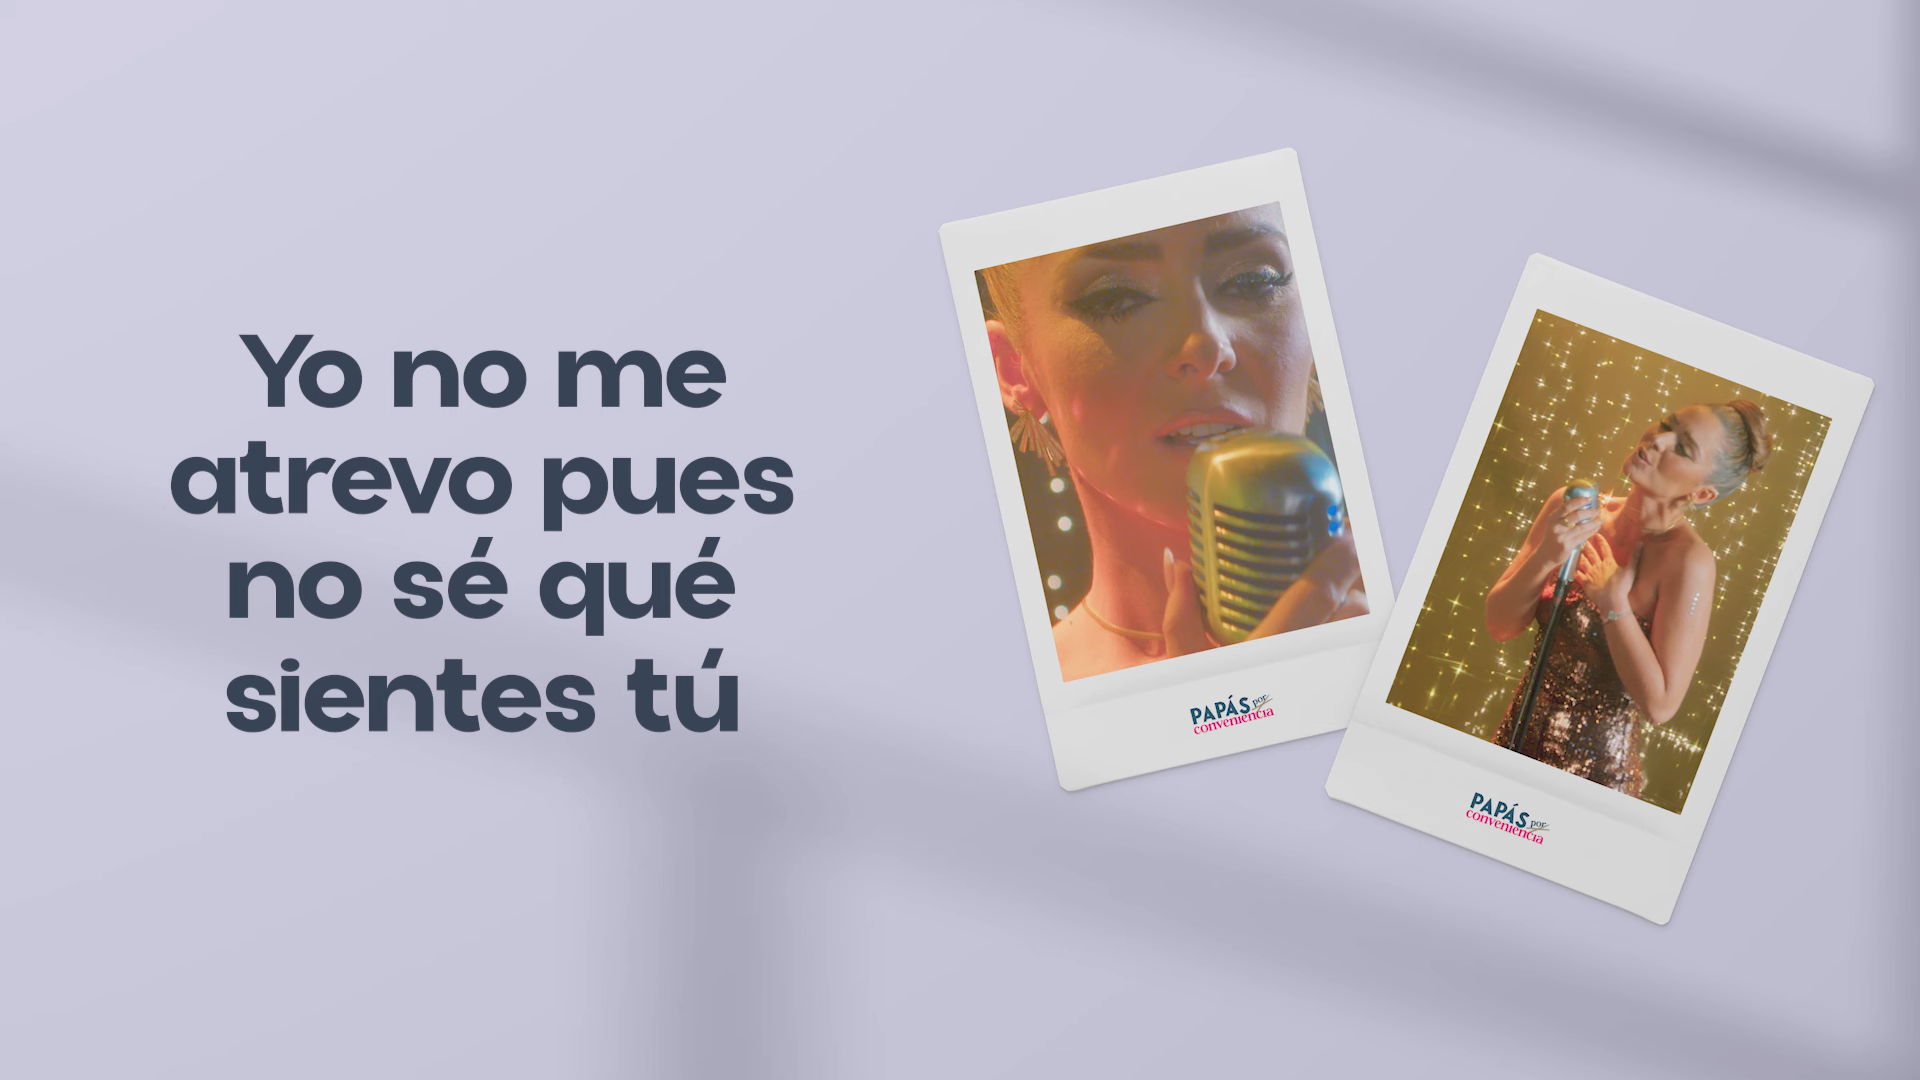 Yo no me
atrevo pues
no sé qué
sientes tú
PAPÁS por
conveniencia
PAPÁS por
conveniencia